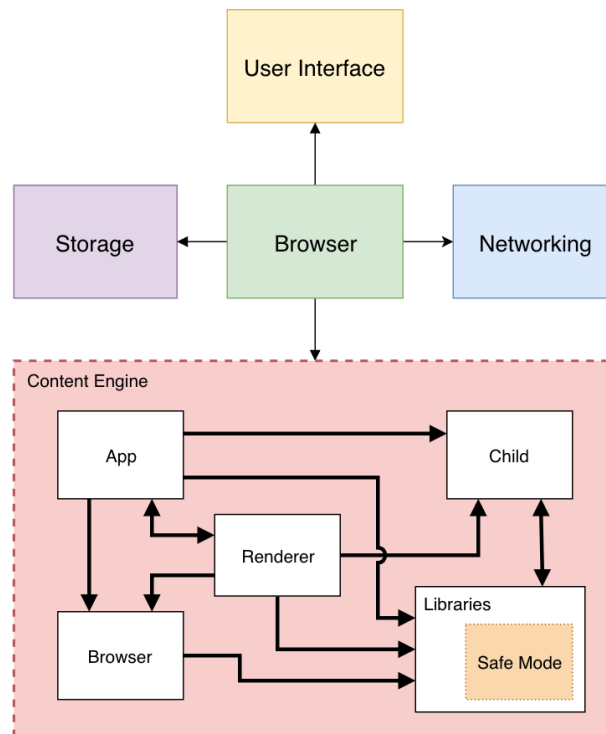 User Interface
Storage
Browser
Networking
Content Engine
App
Child
Renderer
Libraries
Browser
Safe Mode